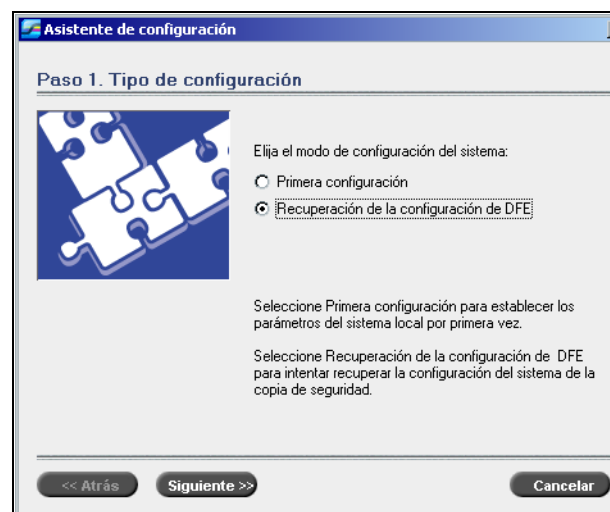 Asistente de configuración
Paso 1. Tipo de configuración
Elija el modo de configuración del sistema:
Primera configuración
Recuperación de la configuración de DFE
Seleccione Primera configuración para establecer los
parámetros del sistema local por primera vez.
Seleccione Recuperación de la configuración de DFE
para intentar recuperar la configuración del sistema de la
copia de seguridad.
<< Atrás
Siguiente >>
Cancelar